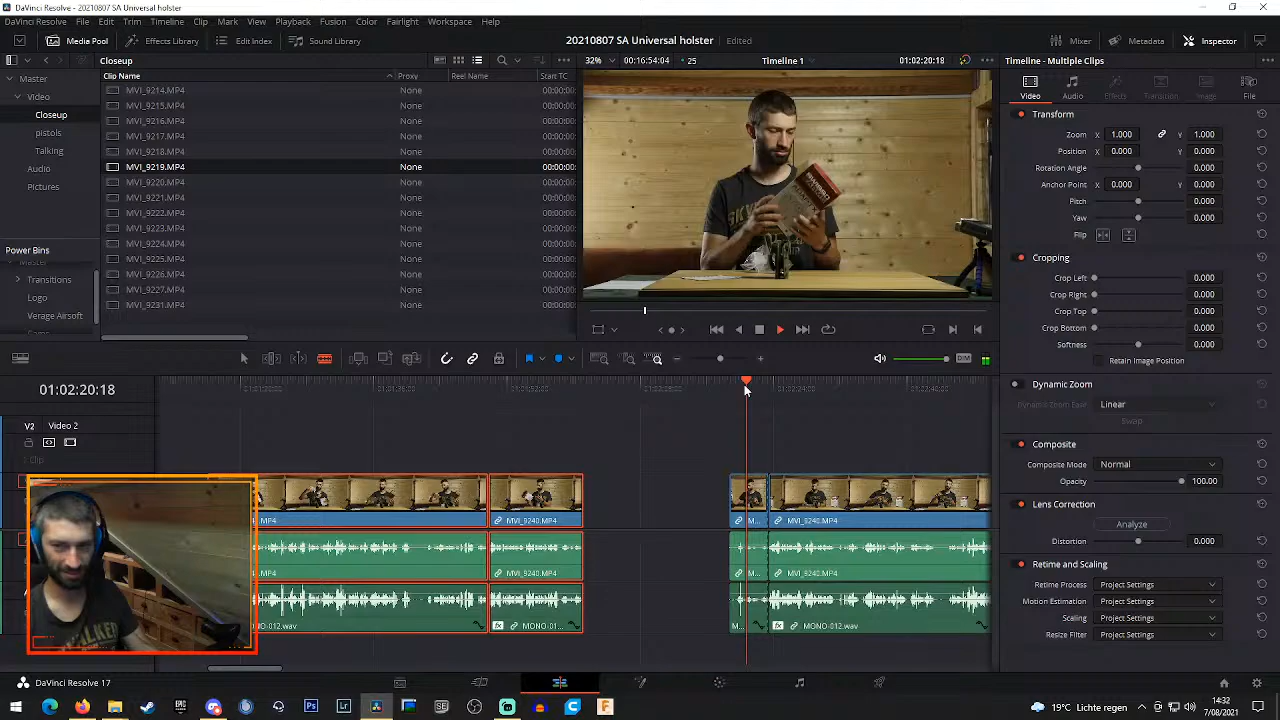 DaVinci Resolve - 20210807 SA Universal holster
DaVinci Resolve File Edit Trim Timeline Clip Mark View Playback Fusion Color Fairlight Workspace Help
Media Pool Effects Library Edit Index Sound Library 20210807 SA Universal holster Edited Mixer Metadata Inspector
Closeup 32% 00:16:54:04 25 Timeline 1 01:02:20:18 Timeline - Multiple Clips
Master
Video
Closeup
pistols
Talking
Audio
Pictures
Power Bins
Transitions
Logo
Verage Airsoft
Clip Name Proxy Reel Name Start TC
MVI_9214.MP4 None 00:00:00:
MVI_9215.MP4 None 00:00:00:
MVI_9216.MP4 None 00:00:00:
MVI_9217.MP4 None 00:00:00:
MVI_9218.MP4 None 00:00:00:
MVI_9219.MP4 None 00:00:00:
MVI_9220.MP4 None 00:00:00:
MVI_9221.MP4 None 00:00:00:
MVI_9222.MP4 None 00:00:00:
MVI_9223.MP4 None 00:00:00:
MVI_9224.MP4 None 00:00:00:
MVI_9225.MP4 None 00:00:00:
MVI_9226.MP4 None 00:00:00:
MVI_9227.MP4 None 00:00:00:
MVI_9231.MP4 None 00:00:00:
Video Audio Effects Transition Image File
Transform
Zoom X 1.000 Y 1.000
Position X 0.000 Y 0.000
Rotation Angle 0.000
Anchor Point X 0.000 Y 0.000
Pitch 0.000
Yaw 0.000
Flip
Cropping
Crop Left 0.000
Crop Right 0.000
Crop Top 0.000
Crop Bottom 0.000
Softness 0.000
Retain Image Position
Dynamic Zoom
Dynamic Zoom Ease Linear
Swap
Composite
Composite Mode Normal
Opacity 100.00
Lens Correction
Analyze
Distortion 0.000
Retime and Scaling
Retime Process Project Settings
Motion Estimation Project Settings
Scaling Project Settings
Resize Filter Project Settings
DIM
01:02:20:18
V2 Video 2
1 Clip
.MP4 MVI_9240.MP4 M... MVI_9240.MP4
.MP4 MVI_9240.MP4 M... MVI_9240.MP4
NO-012.wav fx MONO-01... M... fx MONO-012.wav
DaVinci Resolve 17
19°C Lichte regen
14:32
7/08/2021